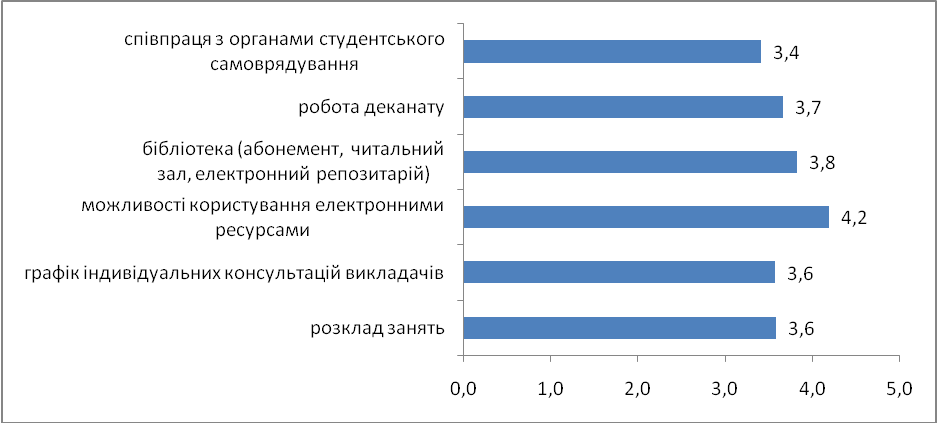 співпраця з органами студентського
самоврядування
3,4
робота деканату
3,7
бібліотека (абонемент, читальний
зал, електронний репозитарій)
3,8
можливості користування електронними
ресурсами
4,2
графік індивідуальних консультацій викладачів
3,6
розклад занять
3,6
0,0 1,0 2,0 3,0 4,0 5,0